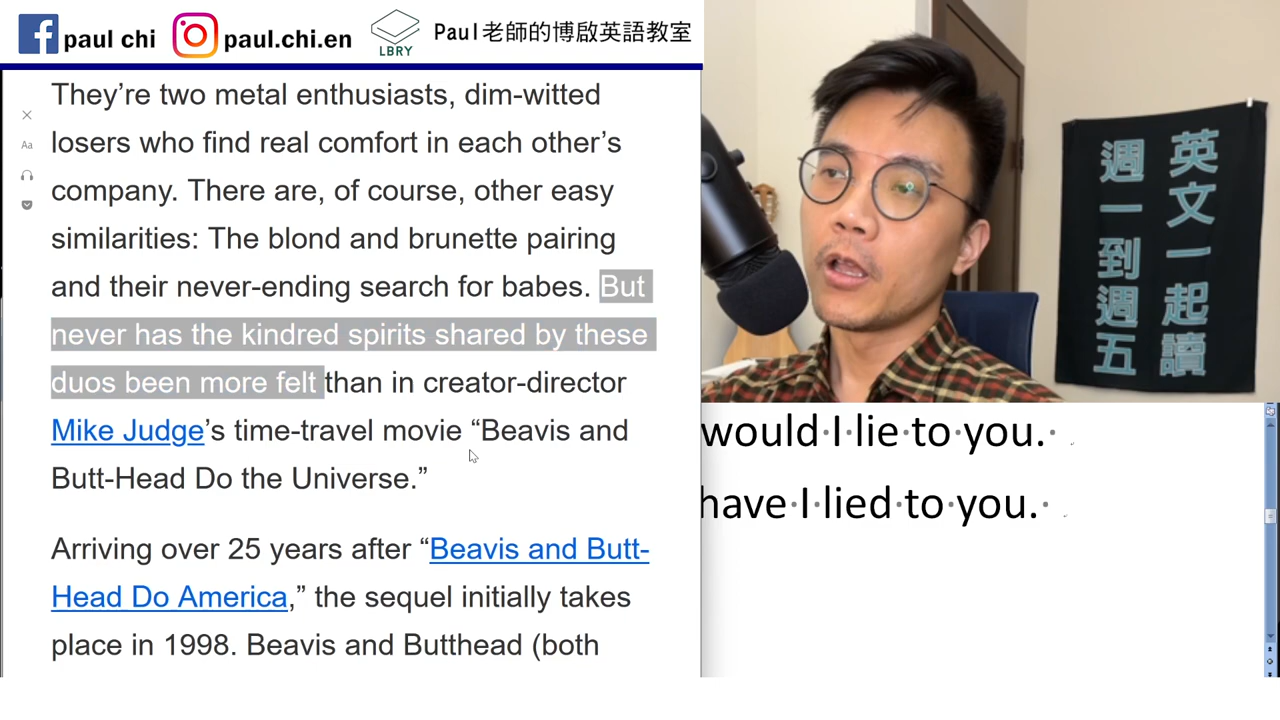 paul chi
paul.chi.en
LBRY
Paul老師的博啟英語教室
They’re two metal enthusiasts, dim-witted
losers who find real comfort in each other’s
company. There are, of course, other easy
similarities: The blond and brunette pairing
and their never-ending search for babes. But
never has the kindred spirits shared by these
duos been more felt than in creator-director
Mike Judge’s time-travel movie “Beavis and
Butt-Head Do the Universe.”
Arriving over 25 years after “Beavis and Butt-
Head Do America,” the sequel initially takes
place in 1998. Beavis and Butthead (both
Aa
英文一起讀
週一到週五
would I lie to you.
have I lied to you.